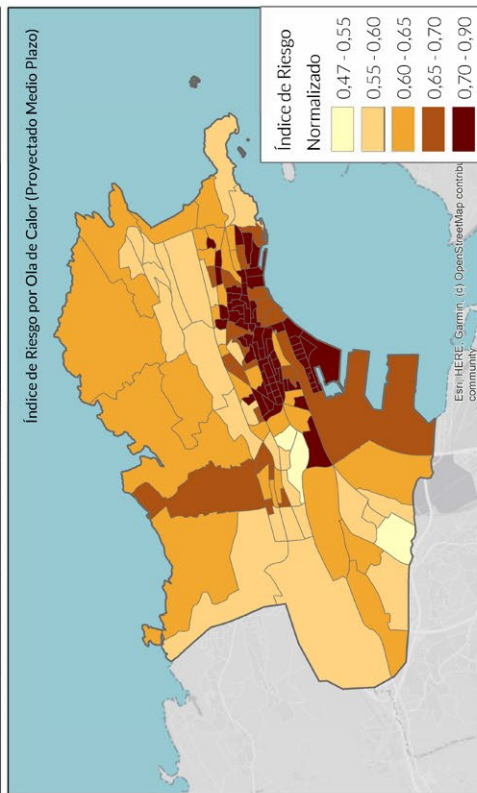 Índice de Riesgo por Ola de Calor (Proyectado Medio Plazo)
Índice de Riesgo
Normalizado
0.47 - 0,55
0,55 - 0,60
0,60 - 0,65
0,65 - 0,70
0,70 - 0,90
Esri, HERE, Garmin, (c) OpenStreetMap
community